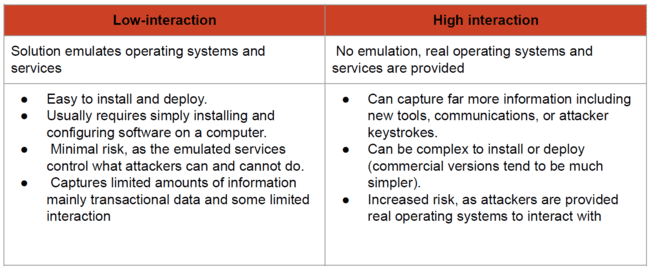 Low-interaction
High interaction
Solution emulates operating systems and
services
No emulation, real operating systems and
services are provided
● Easy to install and deploy.
● Usually requires simply installing and
configuring software on a computer.
● Minimal risk, as the emulated services
control what attackers can and cannot do.
● Captures limited amounts of information
mainly transactional data and some limited
interaction
● Can capture far more information including
new tools, communications, or attacker
keystrokes.
● Can be complex to install or deploy
(commercial versions tend to be much
simpler).
● Increased risk, as attackers are provided
real operating systems to interact with